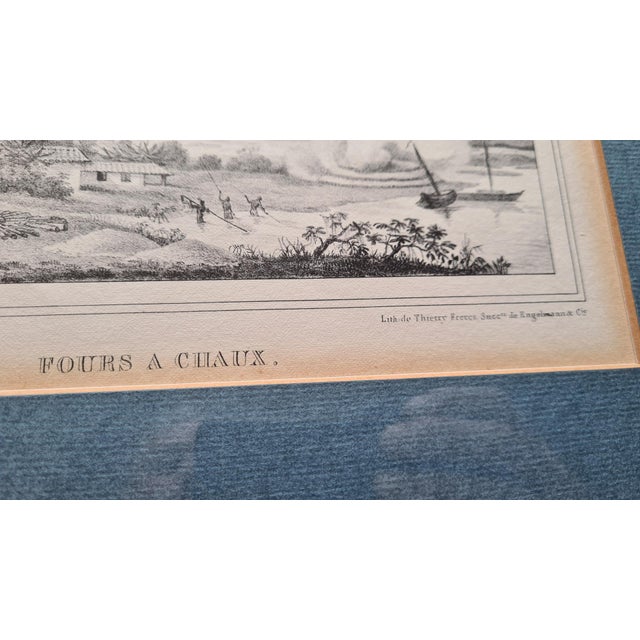 Lith. de Thierry Frères Succrs. de Engelmann & Cie
FOURS A CHAUX.